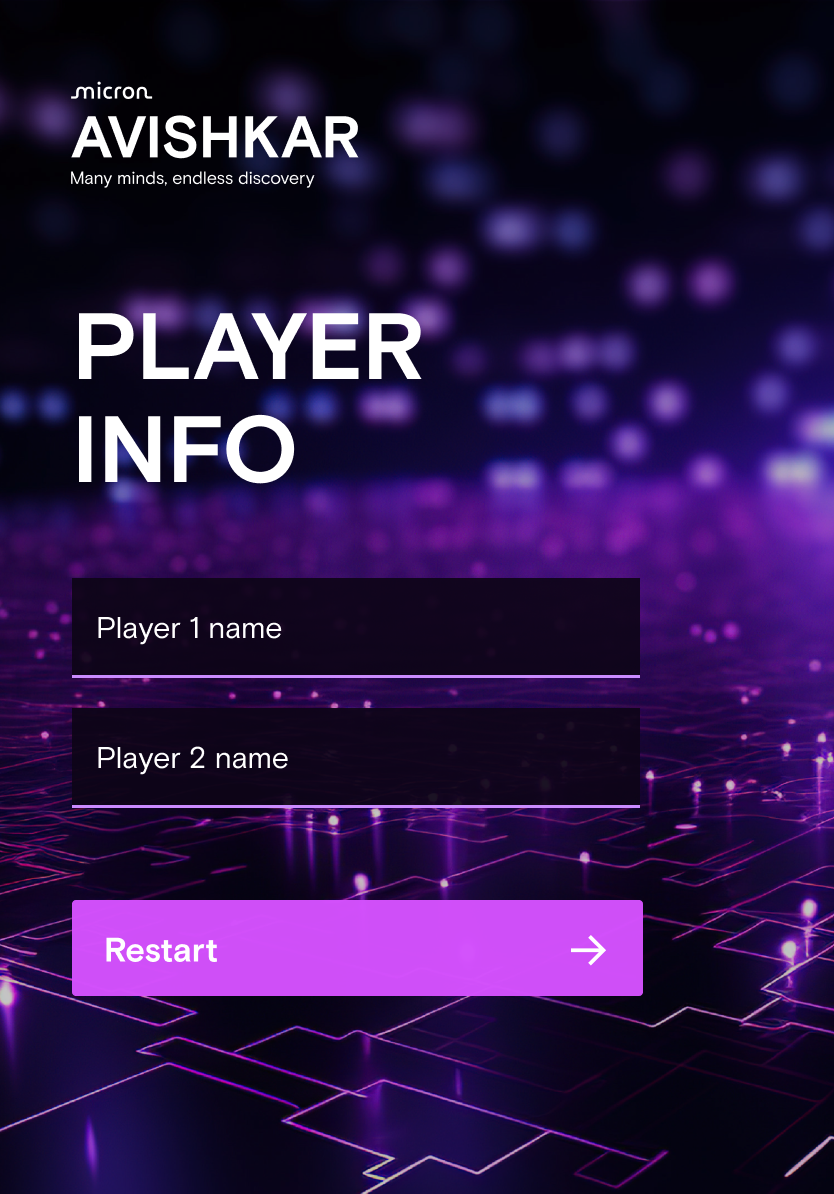 micron
AVISHKAR
Many minds, endless discovery
PLAYER
INFO
Player 1 name
Player 2 name
Restart